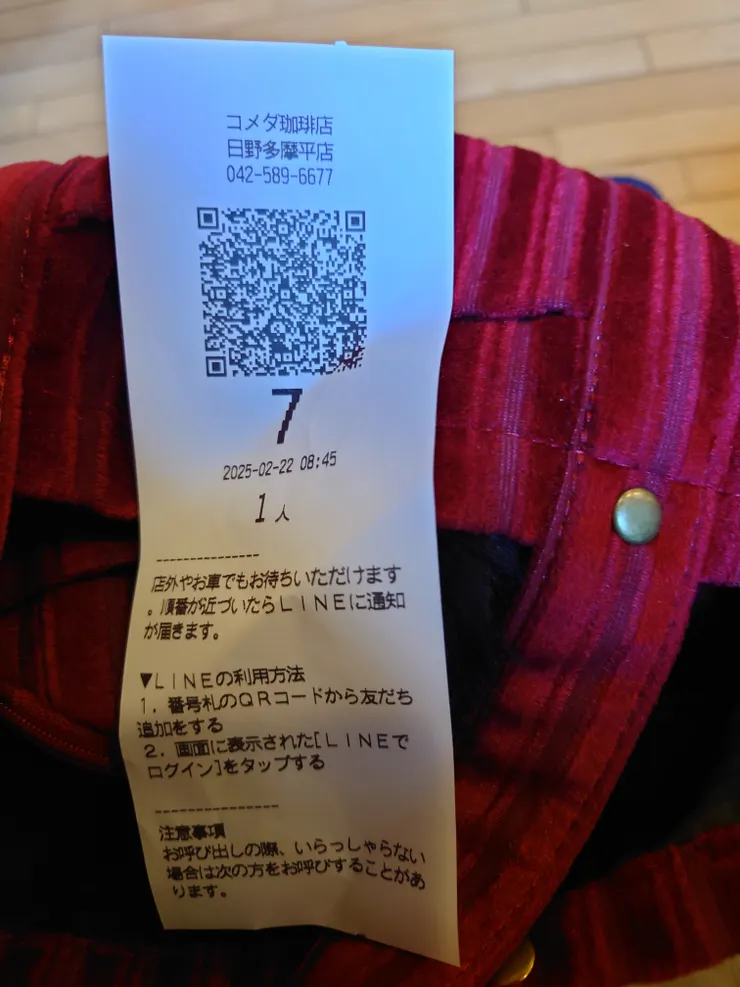 コメダ珈琲店
日野多摩平店
042-589-6677
7
2025-02-22 08:45
1人
---------------
店外やお車でもお待ちいただけます
。順番が近づいたらLINEに通知
が届きます。
▼LINEの利用方法
1. 番号札のQRコードから友だち
追加をする
2. 画面に表示された[LINEで
ログイン]をタップする
---------------
注意事項
お呼び出しの際、いらっしゃらない
場合は次の方をお呼びすることがあ
ります。